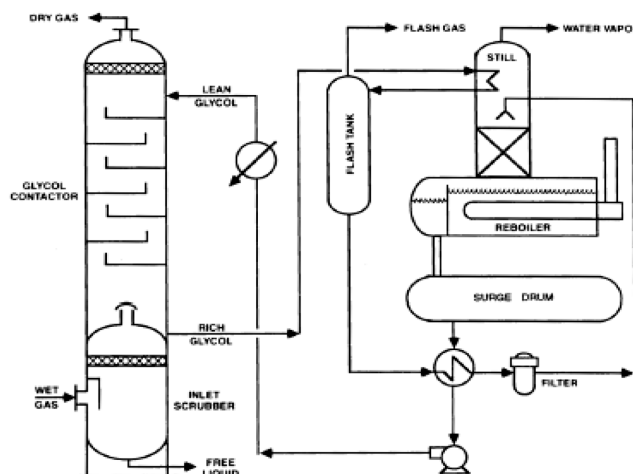 DRY GAS
FLASH GAS
WATER VAPO
STILL
LEAN
GLYCOL
FLASH TANK
GLYCOL
CONTACTOR
REBOILER
SURGE DRUM
RICH
GLYCOL
WET
GAS
INLET
SCRUBBER
FILTER
FREE
LIQUID